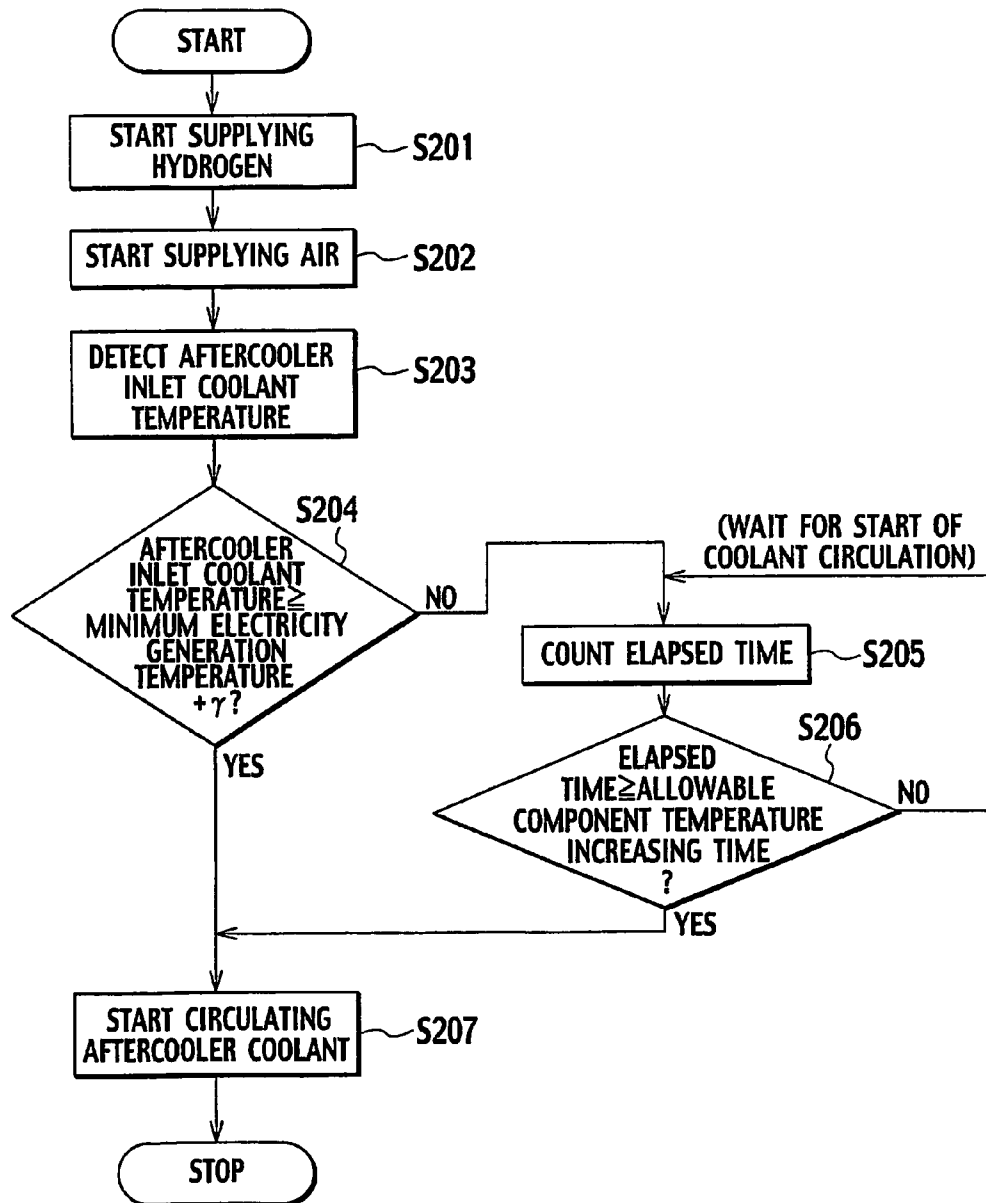 START
START SUPPLYING
HYDROGEN
S201
START SUPPLYING AIR
S202
DETECT AFTERCOOLER
INLET COOLANT
TEMPERATURE
S203
S204
AFTERCOOLER
INLET COOLANT
TEMPERATURE≧
MINIMUM ELECTRICITY
GENERATION
TEMPERATURE
+γ?
NO
YES
(WAIT FOR START OF
COOLANT CIRCULATION)
COUNT ELAPSED TIME
S205
S206
ELAPSED
TIME≧ALLOWABLE
COMPONENT TEMPERATURE
INCREASING TIME
?
NO
YES
START CIRCULATING
AFTERCOOLER COOLANT
S207
STOP